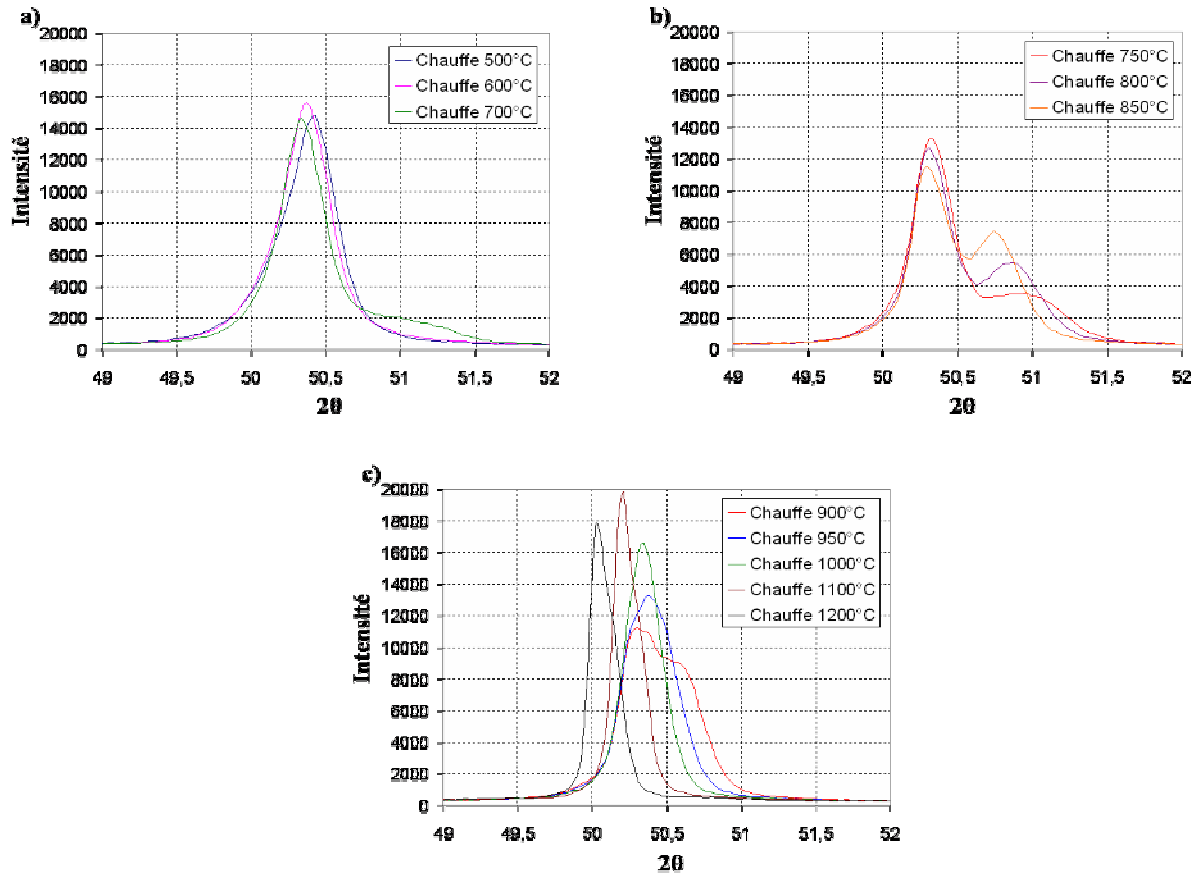 a)
20000
18000
16000
14000
12000
10000
8000
6000
4000
2000
0
Intensité
Chauffe 500°C
Chauffe 600°C
Chauffe 700°C
49 49,5 50 50,5 51 51,5 52
2θ
b)
20000
18000
16000
14000
12000
10000
8000
6000
4000
2000
0
Intensité
Chauffe 750°C
Chauffe 800°C
Chauffe 850°C
49 49,5 50 50,5 51 51,5 52
2θ
c)
20000
18000
16000
14000
12000
10000
8000
6000
4000
2000
0
Intensité
Chauffe 900°C
Chauffe 950°C
Chauffe 1000°C
Chauffe 1100°C
Chauffe 1200°C
49 49,5 50 50,5 51 51,5 52
2θ